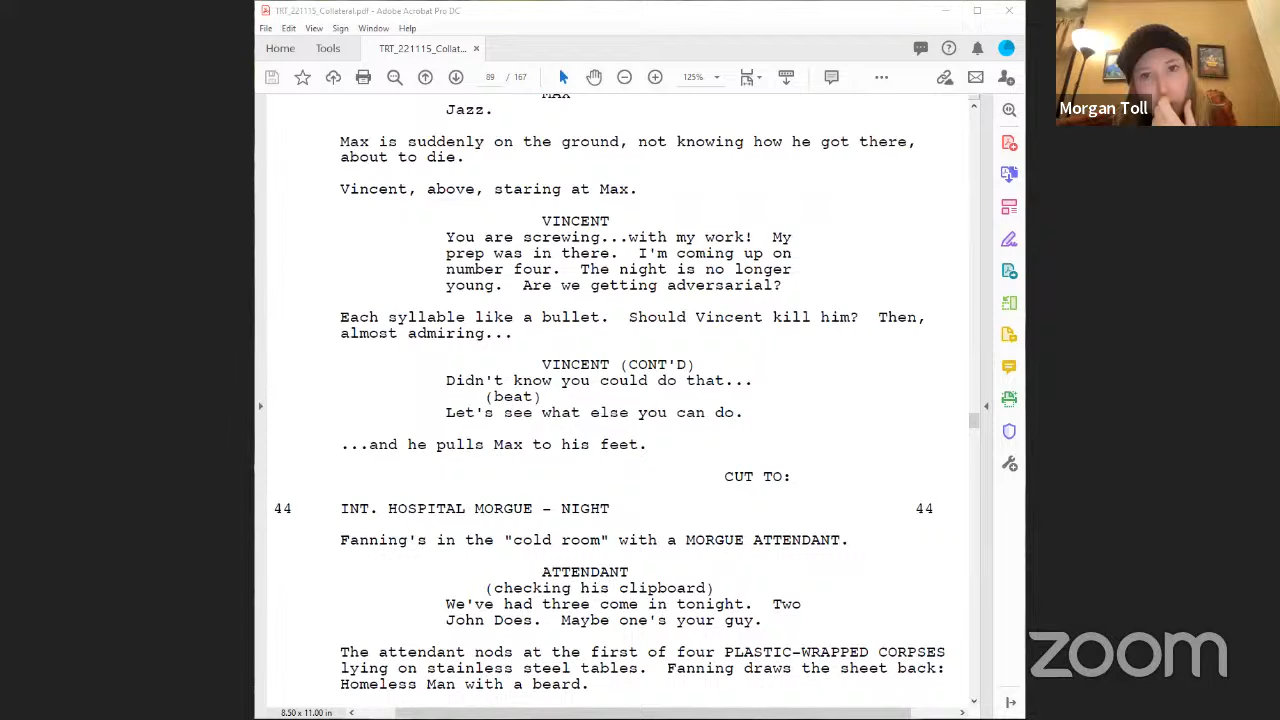 TRT_221115_Collateral.pdf - Adobe Acrobat Pro DC
File Edit View Sign Window Help
Home Tools TRT_221115_Collat... ×
89 / 167 125%
MAX
Jazz.
Max is suddenly on the ground, not knowing how he got there,
about to die.
Vincent, above, staring at Max.
VINCENT
You are screwing...with my work! My
prep was in there. I'm coming up on
number four. The night is no longer
young. Are we getting adversarial?
Each syllable like a bullet. Should Vincent kill him? Then,
almost admiring...
VINCENT (CONT'D)
Didn't know you could do that...
(beat)
Let's see what else you can do.
...and he pulls Max to his feet.
CUT TO:
44 INT. HOSPITAL MORGUE - NIGHT 44
Fanning's in the "cold room" with a MORGUE ATTENDANT.
ATTENDANT
(checking his clipboard)
We've had three come in tonight. Two
John Does. Maybe one's your guy.
The attendant nods at the first of four PLASTIC-WRAPPED CORPSES
lying on stainless steel tables. Fanning draws the sheet back:
Homeless Man with a beard.
8.50 x 11.00 in
Morgan Toll
zoom